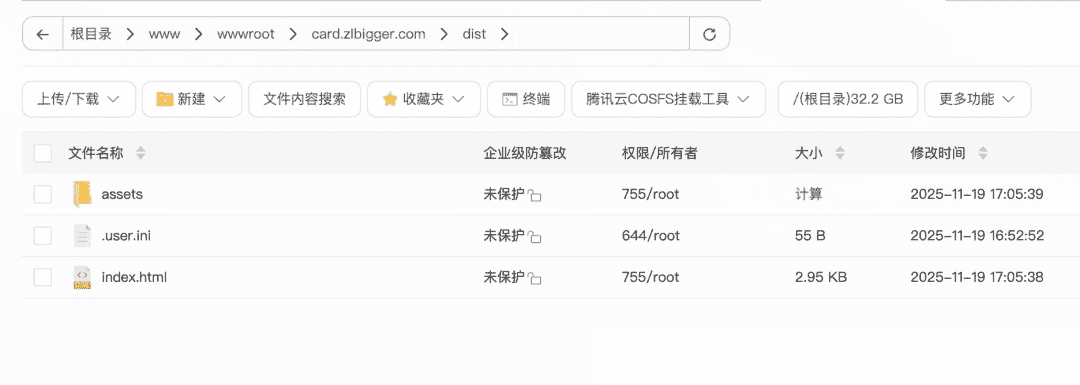 根目录 www wwwroot card.zlbigger.com dist
上传/下载 新建 文件内容搜索 收藏夹 终端 腾讯云COSFS挂载工具 /(根目录)32.2 GB 更多功能
文件名称 企业级防篡改 权限/所有者 大小 修改时间
assets 未保护 755/root 计算 2025-11-19 17:05:39
.user.ini 未保护 644/root 55 B 2025-11-19 16:52:52
index.html 未保护 755/root 2.95 KB 2025-11-19 17:05:38